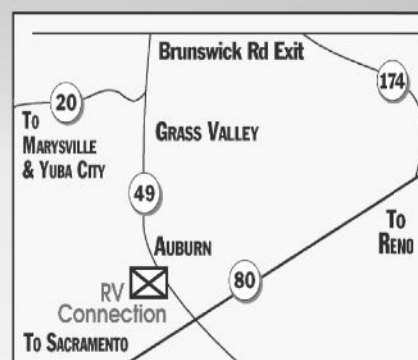 Brunswick Rd Exit
174
20
To
Marysville
& Yuba City
Grass Valley
49
To
Reno
Auburn
80
RV
Connection
To Sacramento